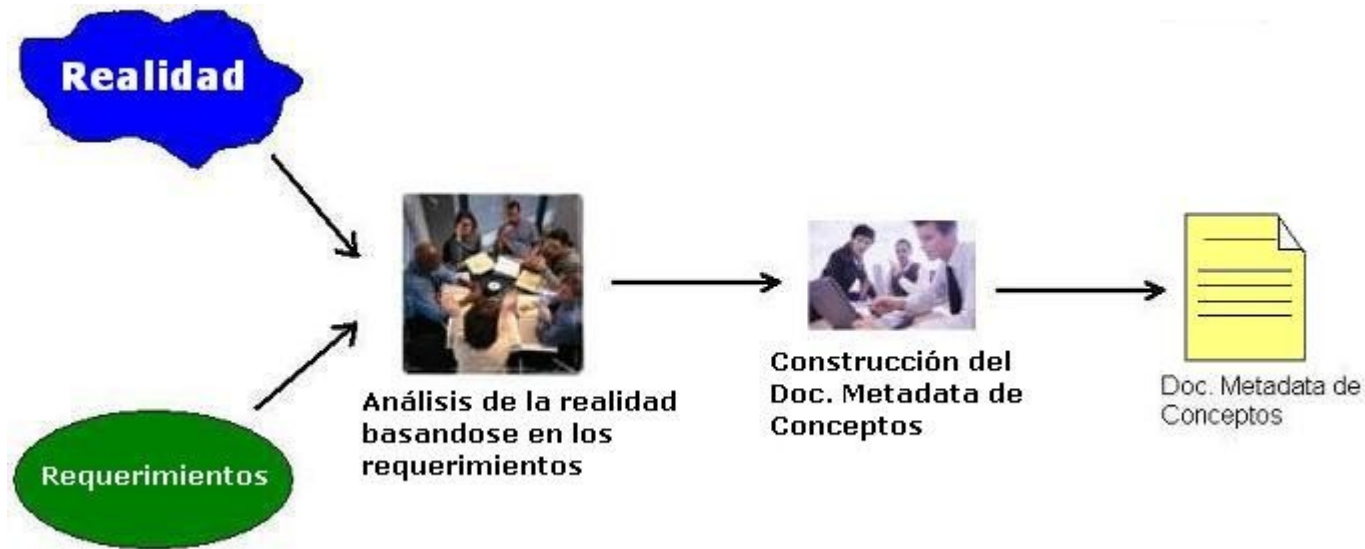 Realidad
Requerimientos
Análisis de la realidad
basandose en los
requerimientos
Construcción del
Doc. Metadata de
Conceptos
Doc. Metadata de
Conceptos